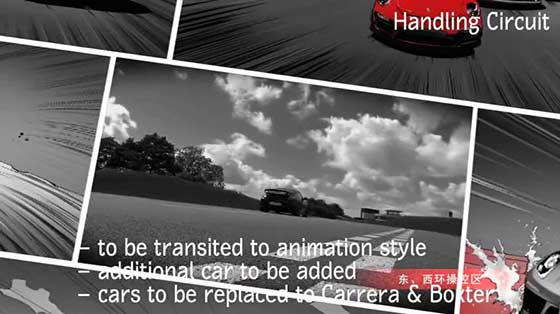 Handling Circuit
– to be transited to animation style
– additional car to be added
东、西环操控区
– cars to be replaced to Carrera & Boxter